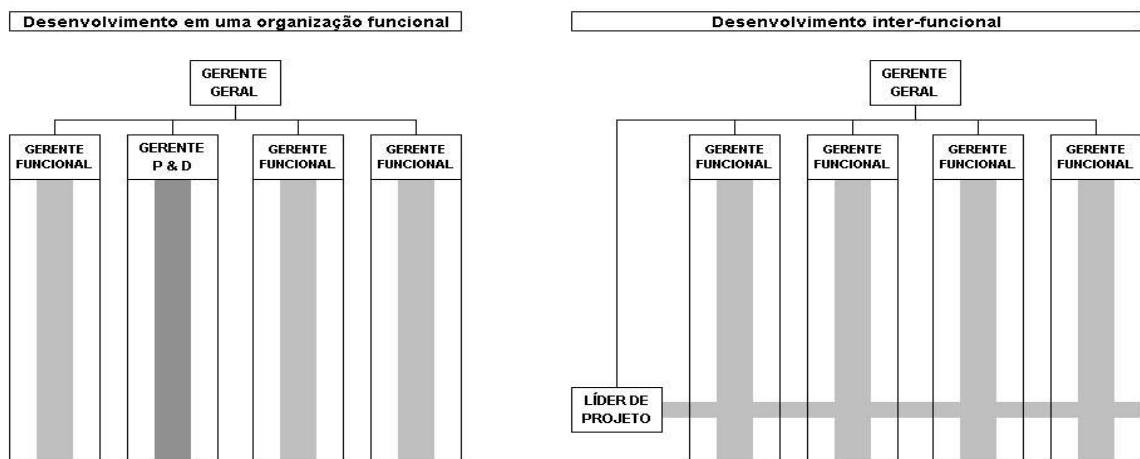 Desenvolvimento em uma organização funcional
GERENTE
GERAL
GERENTE
FUNCIONAL
GERENTE
P & D
GERENTE
FUNCIONAL
GERENTE
FUNCIONAL
Desenvolvimento inter-funcional
GERENTE
GERAL
GERENTE
FUNCIONAL
GERENTE
FUNCIONAL
GERENTE
FUNCIONAL
GERENTE
FUNCIONAL
LÍDER DE
PROJETO